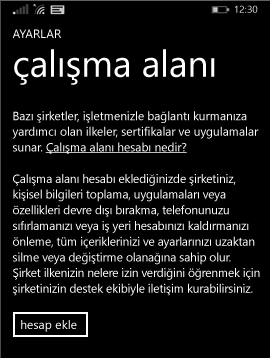 12:30
AYARLAR
çalışma alanı
Bazı şirketler, işletmenizle bağlantı kurmanıza
yardımcı olan ilkeler, sertifikalar ve uygulamalar
sunar. Çalışma alanı hesabı nedir?
Çalışma alanı hesabı eklediğinizde şirketiniz,
kişisel bilgileri toplama, uygulamaları veya
özellikleri devre dışı bırakma, telefonunuzu
sıfırlamanızı veya iş yeri hesabınızı kaldırmanızı
önleme, tüm içeriklerinizi ve ayarlarınızı uzaktan
silme veya değiştirme olanağına sahip olur.
Şirket ilkenizin nelere izin verdiğini öğrenmek için
şirketinizin destek ekibiyle iletişim kurabilirsiniz.
hesap ekle